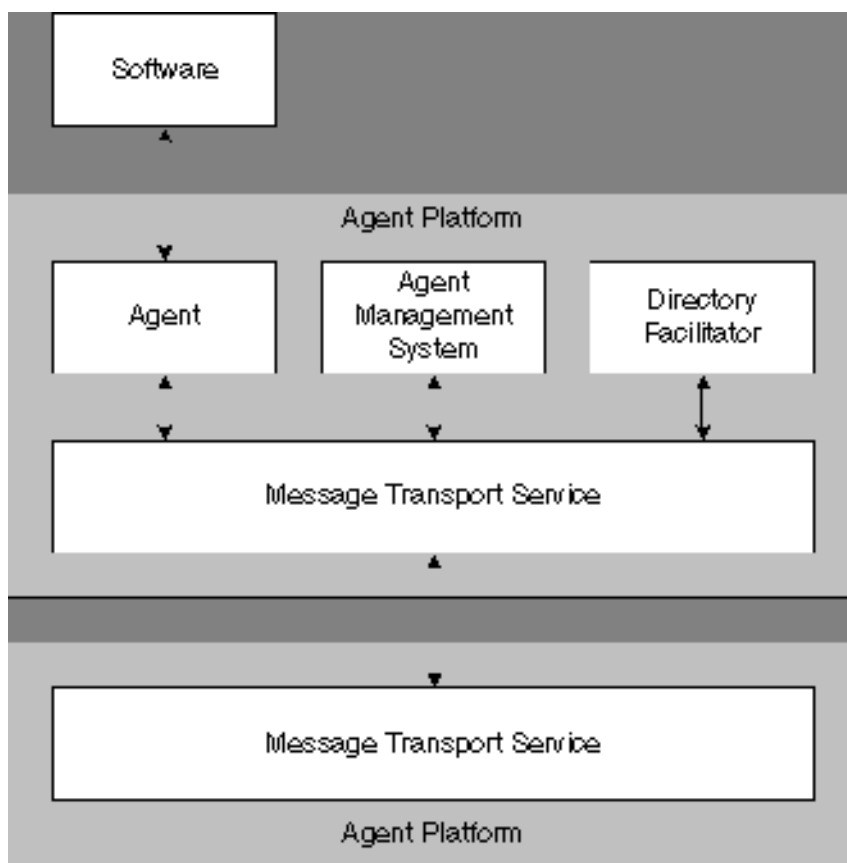 Software
Agent Platform
Agent
Agent
Management
System
Directory
Facilitator
Message Transport Service
Message Transport Service
Agent Platform